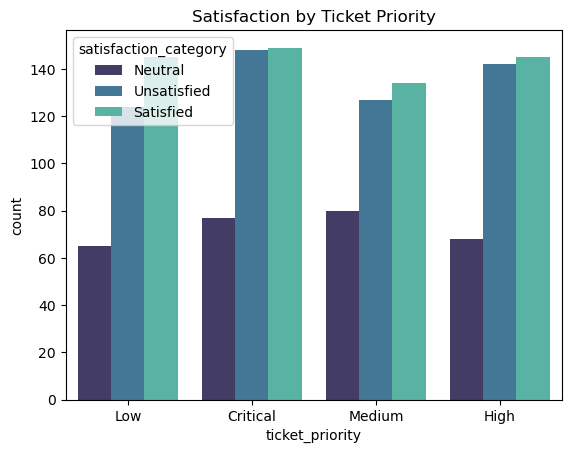 Satisfaction by Ticket Priority
satisfaction_category
Neutral
Unsatisfied
Satisfied
140
120
100
80
60
40
20
0
count
Low Critical Medium High
ticket_priority